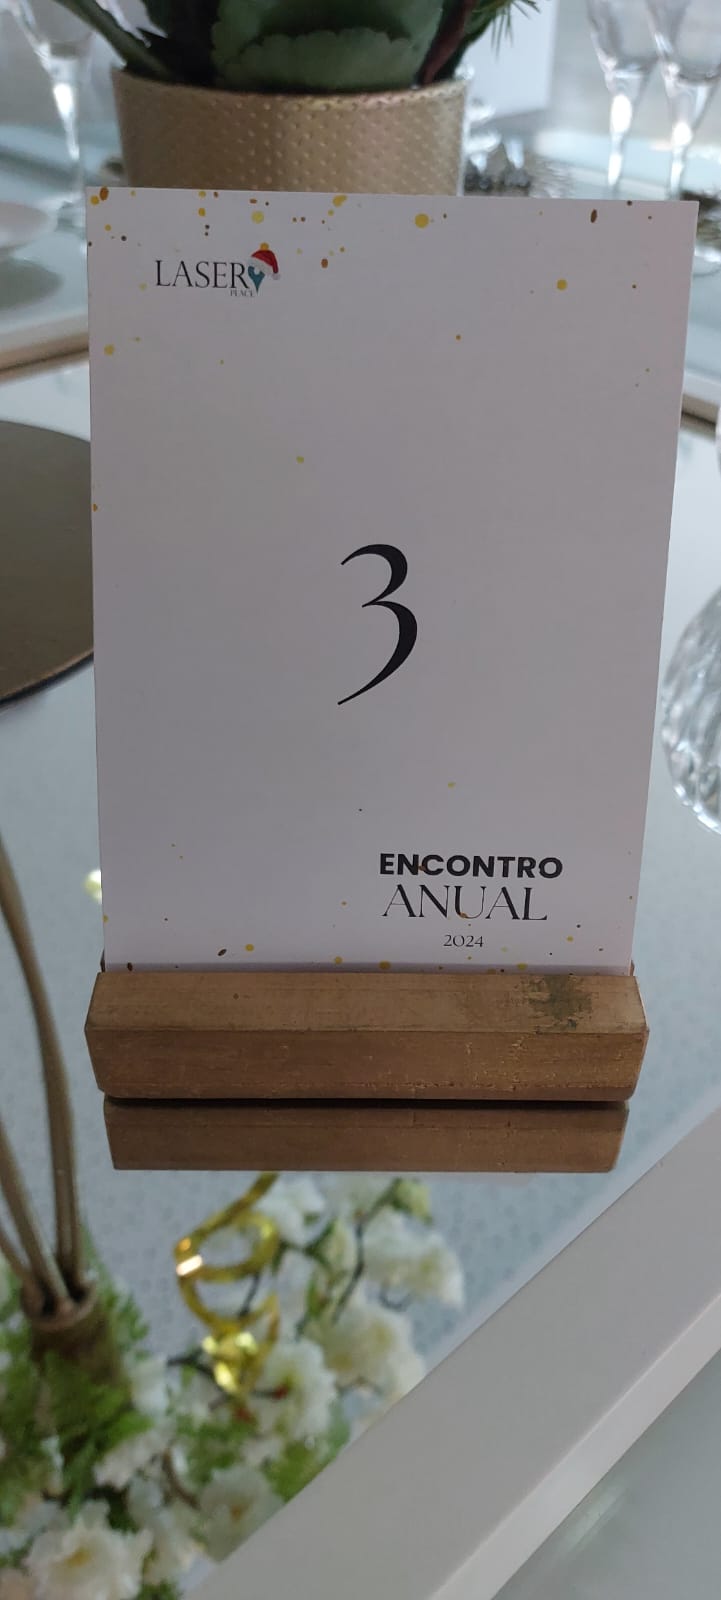 LASER
PLACE
3
ENCONTRO
ANUAL
2024